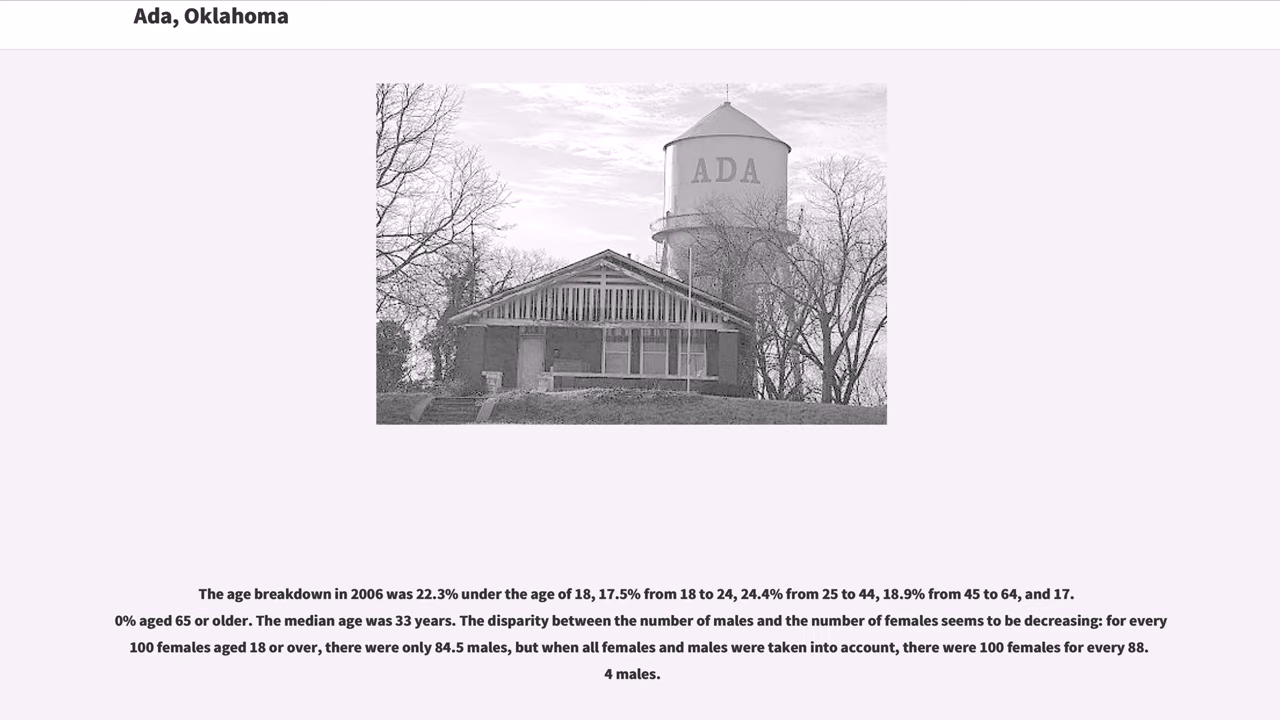 Ada, Oklahoma
ADA
The age breakdown in 2006 was 22.3% under the age of 18, 17.5% from 18 to 24, 24.4% from 25 to 44, 18.9% from 45 to 64, and 17.
0% aged 65 or older. The median age was 33 years. The disparity between the number of males and the number of females seems to be decreasing: for every
100 females aged 18 or over, there were only 84.5 males, but when all females and males were taken into account, there were 100 females for every 88.
4 males.